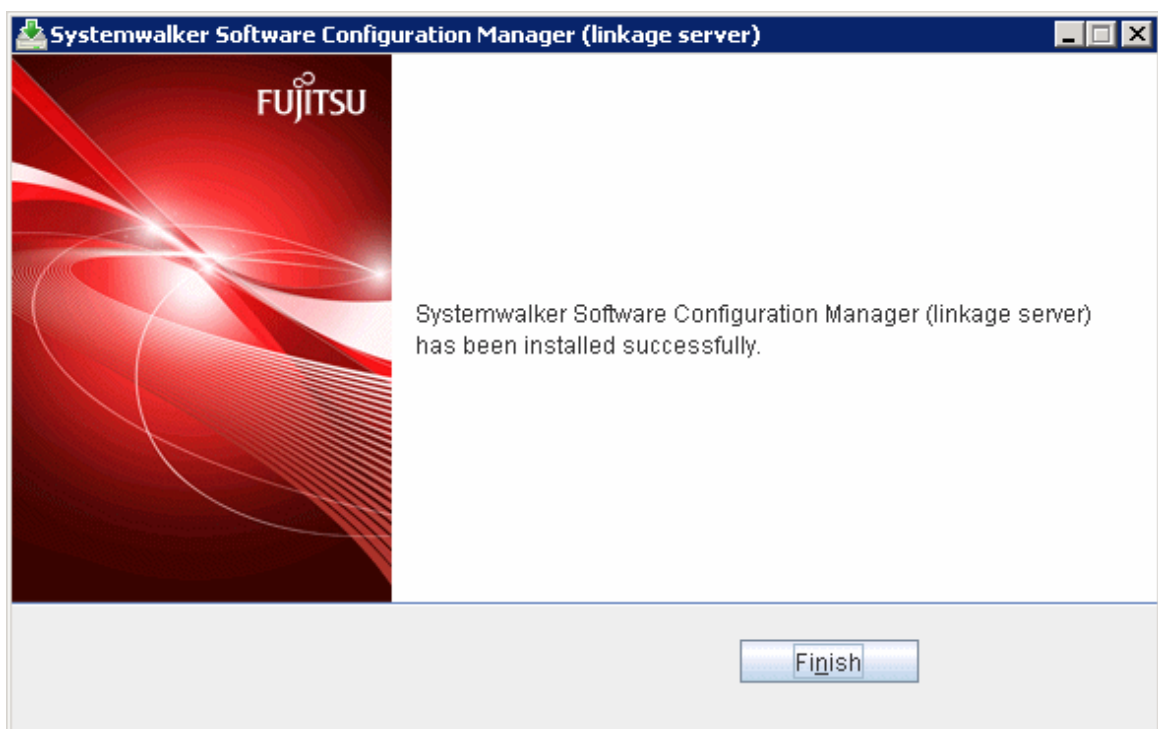 Systemwalker Software Configuration Manager (linkage server)
FUJITSU
Systemwalker Software Configuration Manager (linkage server)
has been installed successfully.
Finish